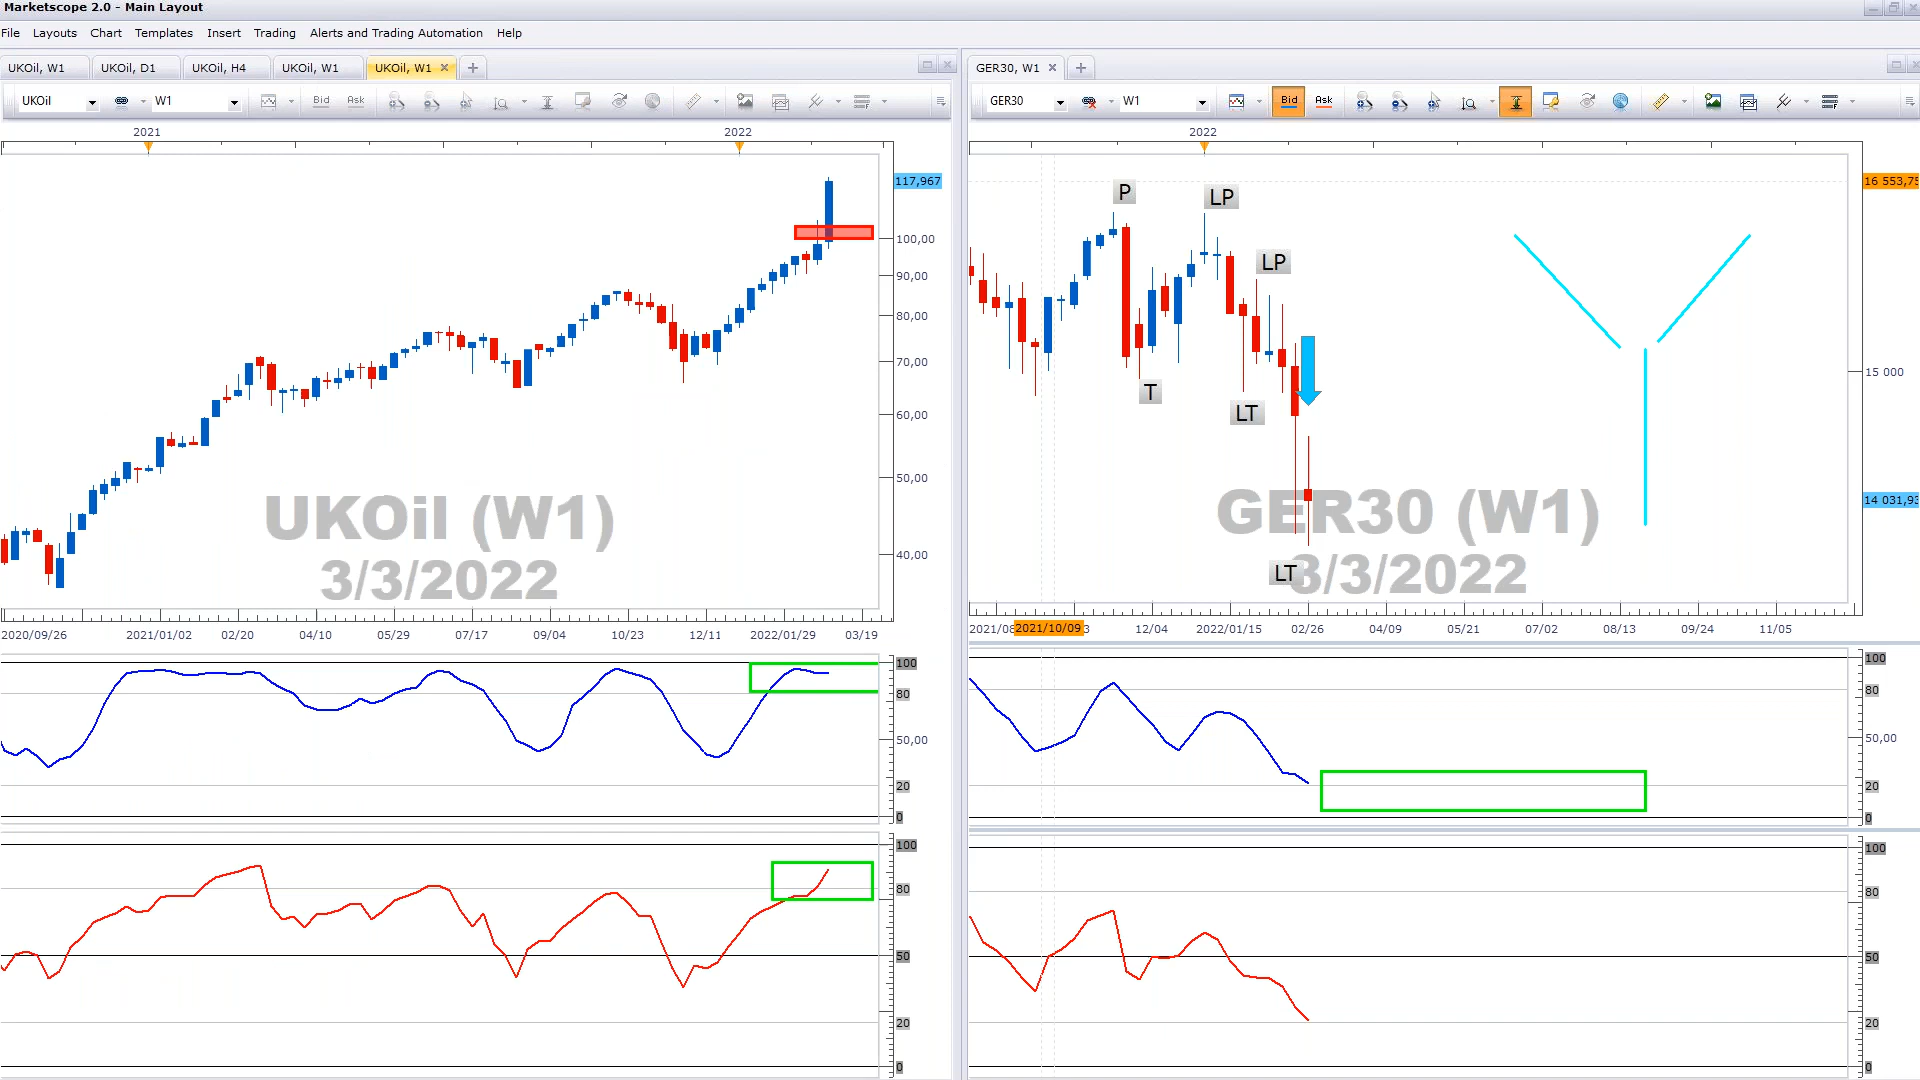 Marketscope 2.0 - Main Layout
File Layouts Chart Templates Insert Trading Alerts and Trading Automation Help
UKOil, W1
UKOil, D1
UKOil, H4
UKOil, W1
UKOil, W1
UKOil W1 Bid Ask
2021 2022
117,967
100,00
90,00
80,00
70,00
60,00
50,00
40,00
UKOil (W1)
3/3/2022
2020/09/26 2021/01/02 02/20 04/10 05/29 07/17 09/04 10/23 12/11 2022/01/29 03/19
100
80
50,00
20
0
100
80
50
20
0
GER30, W1
GER30 W1 Bid Ask
2022
16 553,75
P
LP
LP
T
LT
LT
15 000
14 031,93
GER30 (W1)
3/3/2022
2021/08 2021/10/09 3 12/04 2022/01/15 02/26 04/09 05/21 07/02 08/13 09/24 11/05
100
80
50,00
20
0
100
80
50
20
0